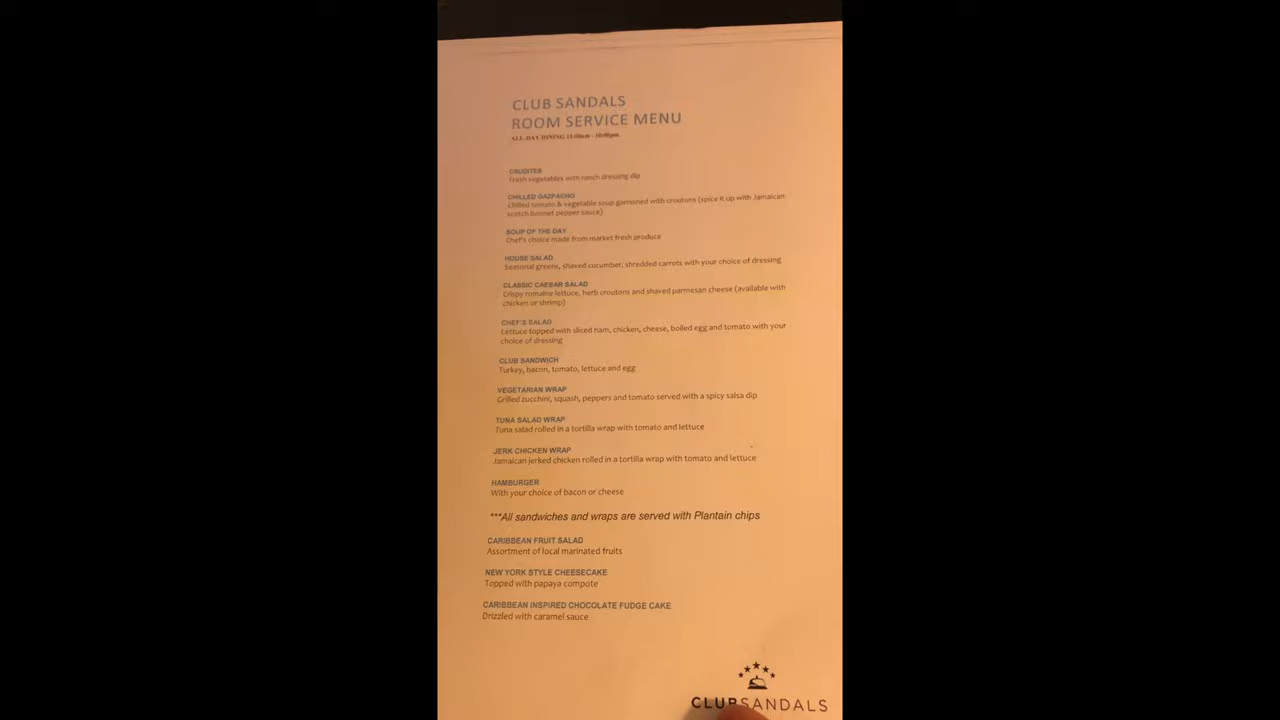 CLUB SANDALS
ROOM SERVICE MENU
ALL-DAY DINING 11:00am - 10:00pm
CRUDITES
Fresh vegetables with ranch dressing dip
CHILLED GAZPACHO
Chilled tomato & vegetable soup garnished with croutons (spice it up with Jamaican
scotch bonnet pepper sauce)
SOUP OF THE DAY
Chef's choice made from market fresh produce
HOUSE SALAD
Seasonal greens, shaved cucumber, shredded carrots with your choice of dressing
CLASSIC CAESAR SALAD
Crispy romaine lettuce, herb croutons and shaved parmesan cheese (available with
chicken or shrimp)
CHEF'S SALAD
Lettuce topped with sliced ham, chicken, cheese, boiled egg and tomato with your
choice of dressing
CLUB SANDWICH
Turkey, bacon, tomato, lettuce and egg
VEGETARIAN WRAP
Grilled zucchini, squash, peppers and tomato served with a spicy salsa dip
TUNA SALAD WRAP
Tuna salad rolled in a tortilla wrap with tomato and lettuce
JERK CHICKEN WRAP
Jamaican jerked chicken rolled in a tortilla wrap with tomato and lettuce
HAMBURGER
With your choice of bacon or cheese
***All sandwiches and wraps are served with Plantain chips
CARIBBEAN FRUIT SALAD
Assortment of local marinated fruits
NEW YORK STYLE CHEESECAKE
Topped with papaya compote
CARIBBEAN INSPIRED CHOCOLATE FUDGE CAKE
Drizzled with caramel sauce
CLUBSANDALS